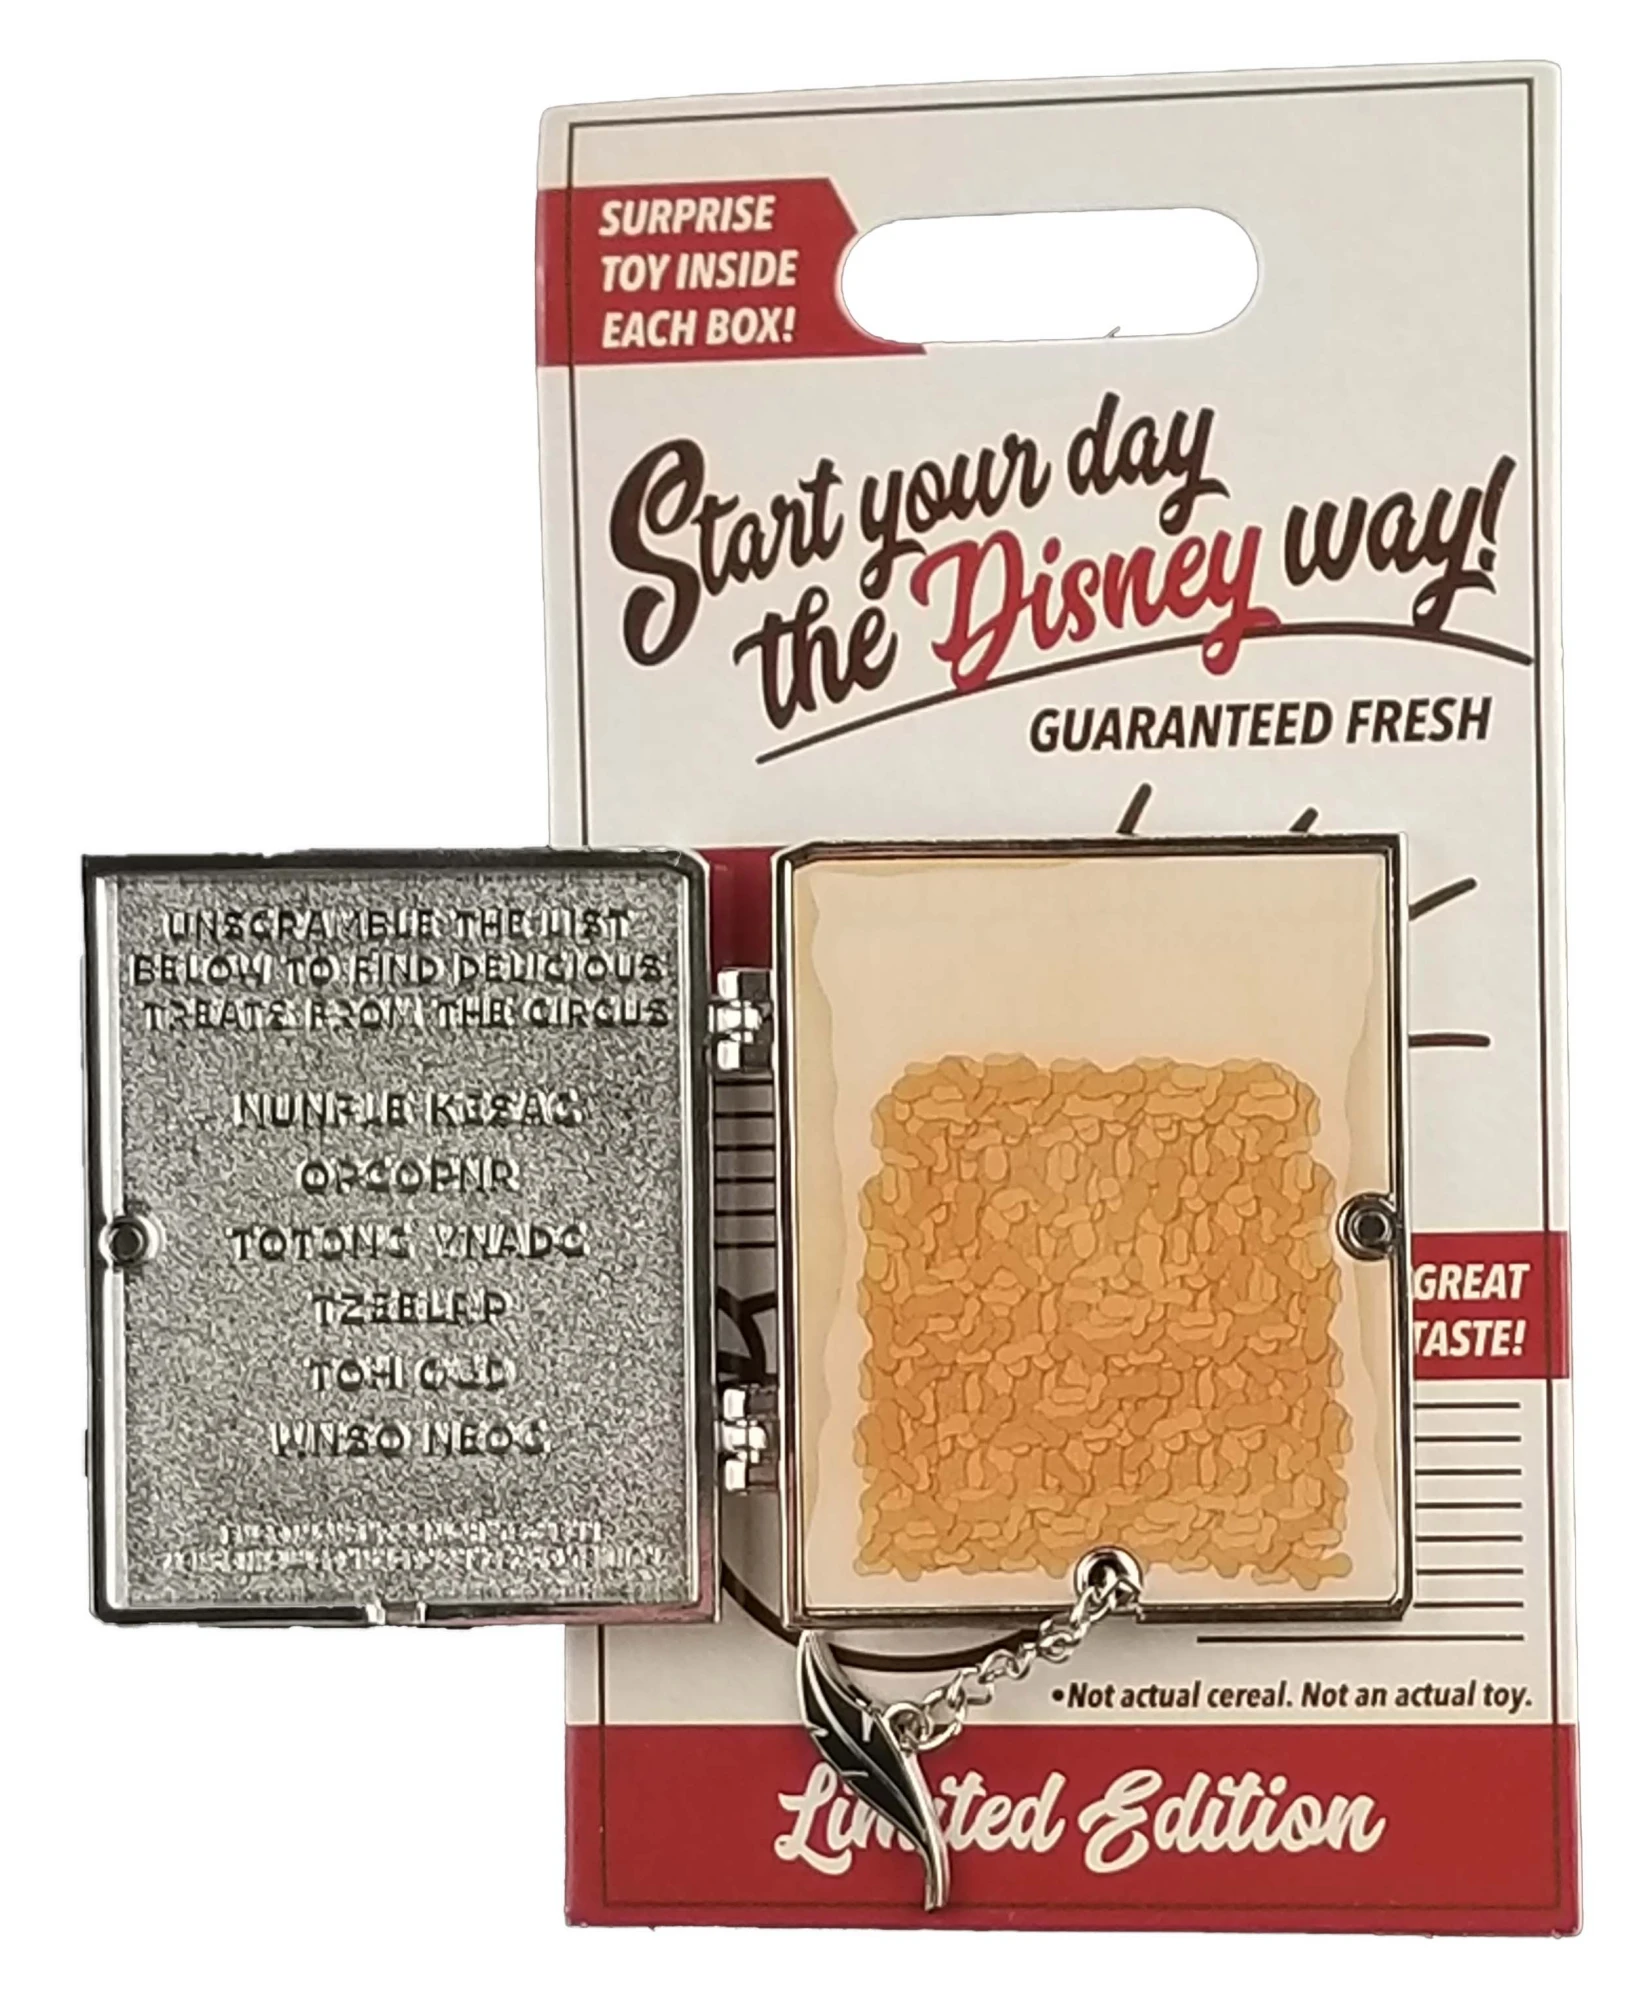 SURPRISE
TOY INSIDE
EACH BOX!
Start your day
the Disney way!
GUARANTEED FRESH
UNSCRAMBLE THE LIST
BELOW TO FIND DELICIOUS
TREATS FROM THE CIRCUS
NUNFLE KESAC
OPCOPNR
TOTONC YNADC
TZEELRP
TOH GOD
WNSO NEOC
GREAT
TASTE!
•Not actual cereal. Not an actual toy.
Limited Edition